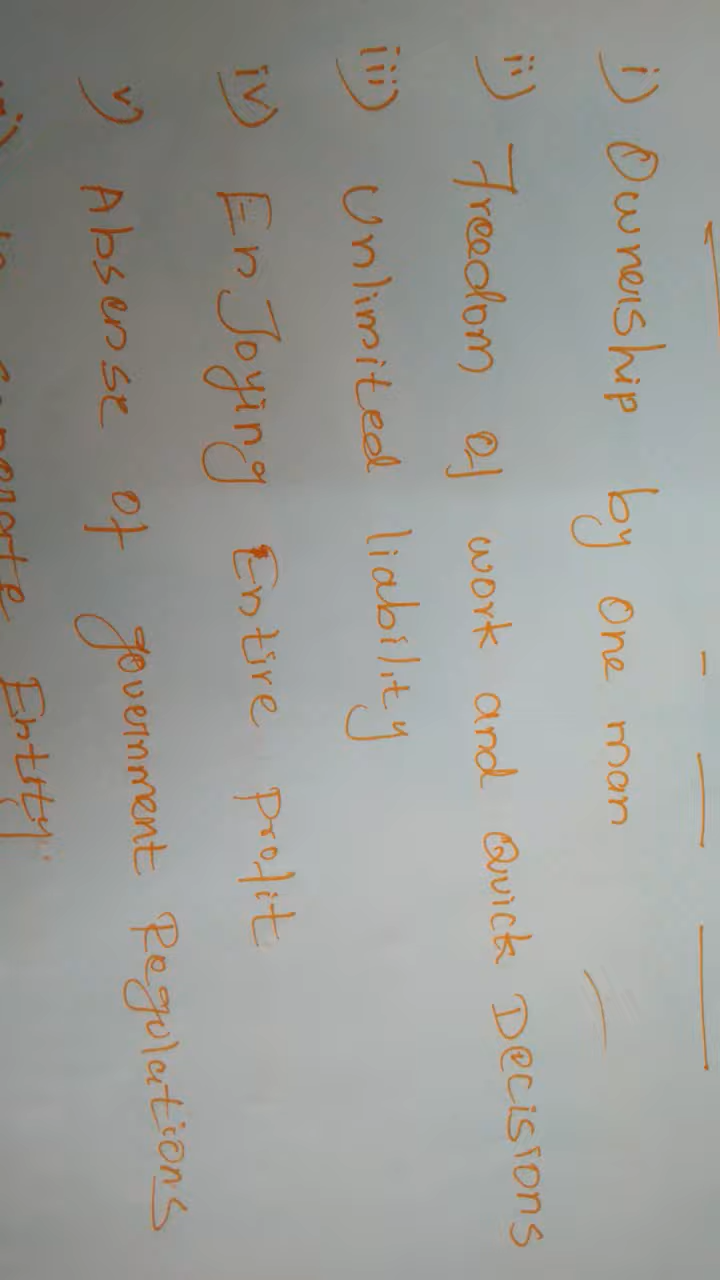 i) Ownership by one man
ii) Freedom of work and Quick Decisions
iii) Unlimited liability
iv) EnJoying Entire profit
v) Absense of government Regulations
Entity.